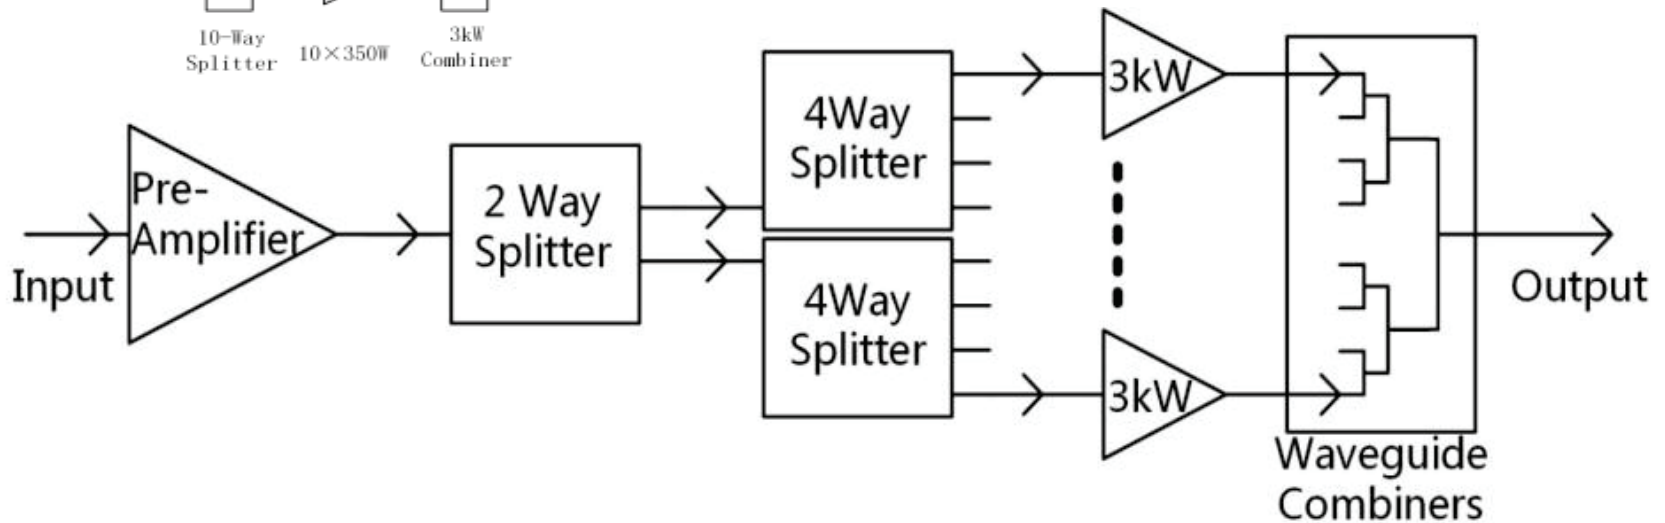 10-Way
Splitter
10×350W
3kW
Combiner
Input
Pre-
Amplifier
2 Way
Splitter
4Way
Splitter
4Way
Splitter
3kW
3kW
Waveguide
Combiners
Output